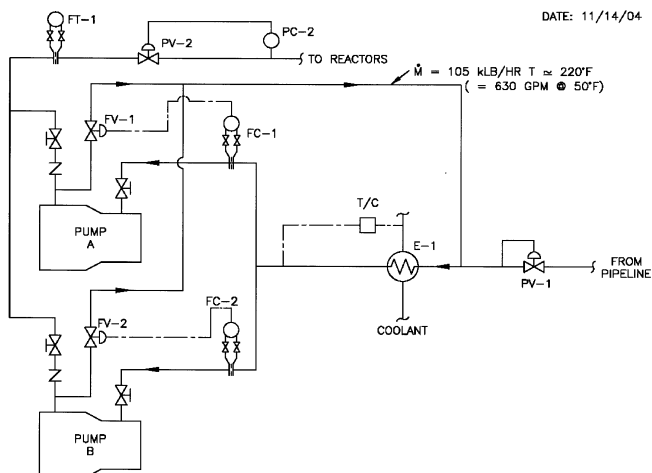 DATE: 11/14/04
FT-1
PV-2
PC-2
TO REACTORS
Ṁ = 105 kLB/HR T ≃ 220°F
( = 630 GPM @ 50°F)
FV-1
FC-1
PUMP
A
T/C
E-1
FROM
PIPELINE
PV-1
COOLANT
FV-2
FC-2
PUMP
B